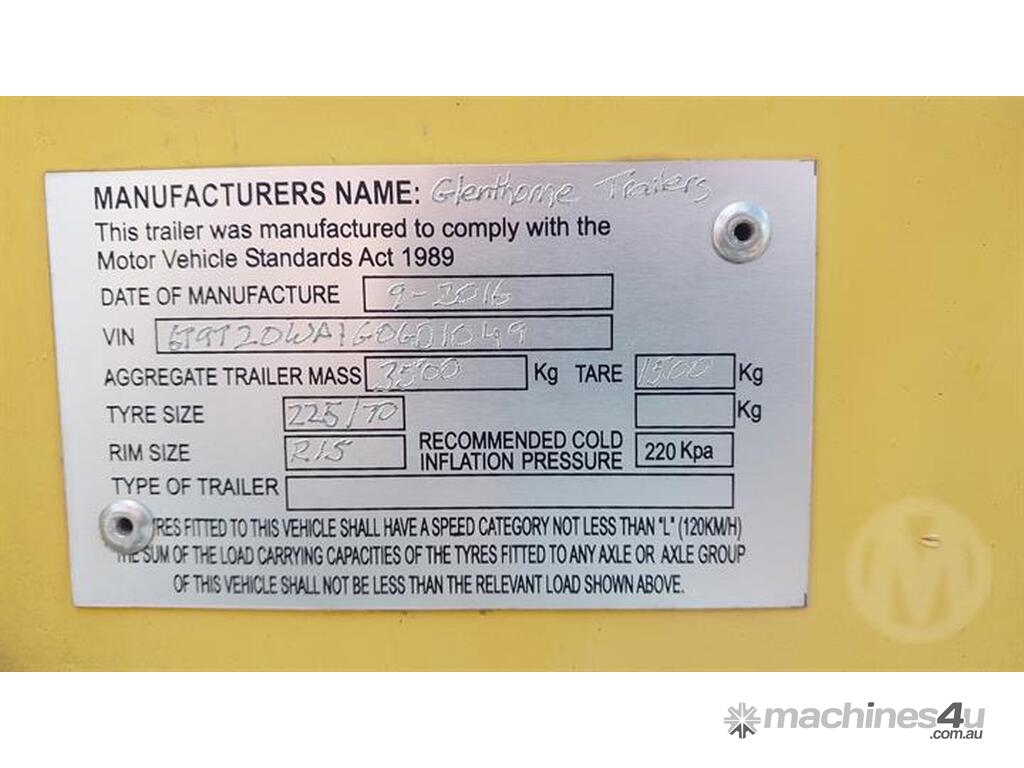 MANUFACTURERS NAME: Glenthorne Trailers
This trailer was manufactured to comply with the
Motor Vehicle Standards Act 1989
DATE OF MANUFACTURE 9-2016
VIN 6T9T20WA1G0GD1049
AGGREGATE TRAILER MASS 3500 Kg TARE 1500 Kg
TYRE SIZE 225/70 Kg
RIM SIZE R15 RECOMMENDED COLD
INFLATION PRESSURE 220 Kpa
TYPE OF TRAILER
YRES FITTED TO THIS VEHICLE SHALL HAVE A SPEED CATEGORY NOT LESS THAN "L" (120KM/H)
THE SUM OF THE LOAD CARRYING CAPACITIES OF THE TYRES FITTED TO ANY AXLE OR AXLE GROUP
OF THIS VEHICLE SHALL NOT BE LESS THAN THE RELEVANT LOAD SHOWN ABOVE.
M
machines4u
.com.au